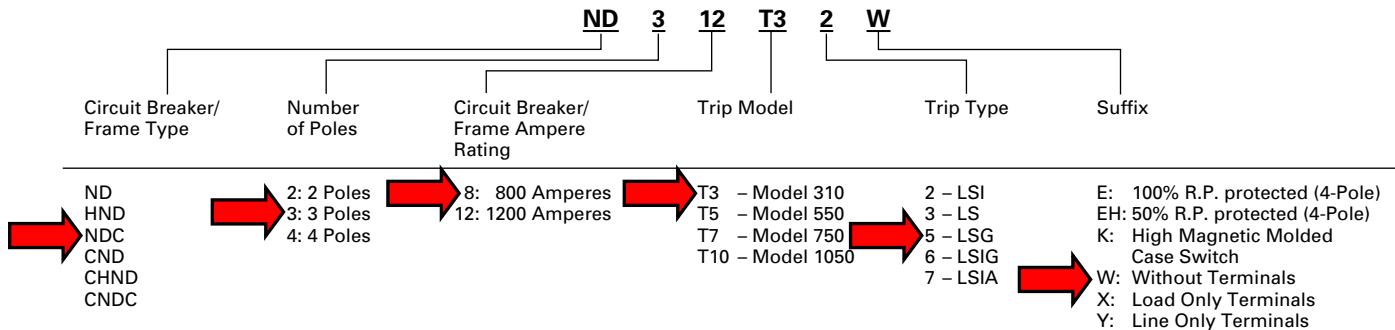 ND 3 12 T3 2 W
Circuit Breaker/ Number Circuit Breaker/ Trip Model Trip Type Suffix
Frame Type of Poles Frame Ampere
Rating
ND 2: 2 Poles 8: 800 Amperes T3 – Model 310 2 – LSI E: 100% R.P. protected (4-Pole)
HND 3: 3 Poles 12: 1200 Amperes T5 – Model 550 3 – LS EH: 50% R.P. protected (4-Pole)
NDC 4: 4 Poles T7 – Model 750 5 – LSG K: High Magnetic Molded
CND T10 – Model 1050 6 – LSIG Case Switch
CHND 7 – LSIA W: Without Terminals
CNDC X: Load Only Terminals
Y: Line Only Terminals